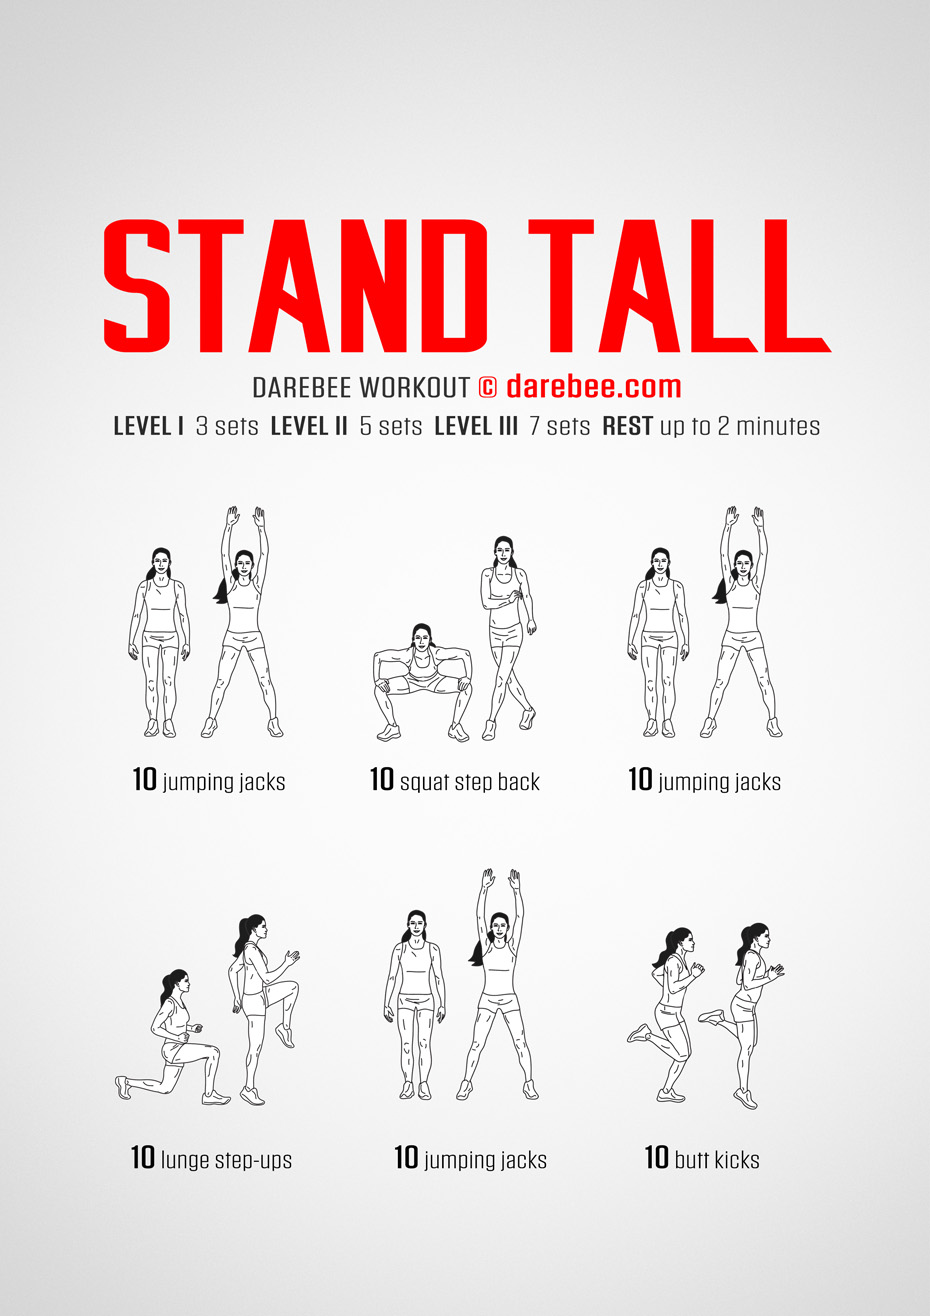 STAND TALL
DAREBEE WORKOUT © darebee.com
LEVEL I 3 sets LEVEL II 5 sets LEVEL III 7 sets REST up to 2 minutes
10 jumping jacks
10 squat step back
10 jumping jacks
10 lunge step-ups
10 jumping jacks
10 butt kicks